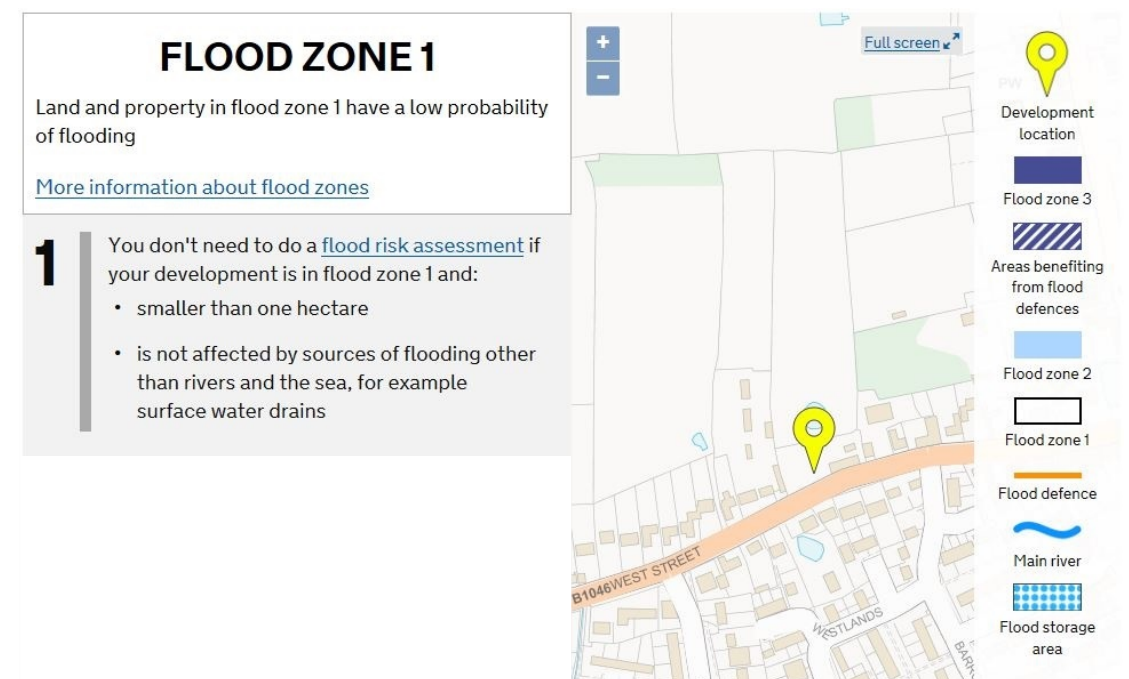 FLOOD ZONE 1
Land and property in flood zone 1 have a low probability
of flooding
More information about flood zones
1
You don't need to do a flood risk assessment if
your development is in flood zone 1 and:
• smaller than one hectare
• is not affected by sources of flooding other
than rivers and the sea, for example
surface water drains
+
−
Full screen
B1046 WEST STREET
WESTLANDS
BARR
PW
Development
location
Flood zone 3
Areas benefiting
from flood
defences
Flood zone 2
Flood zone 1
Flood defence
Main river
Flood storage
area